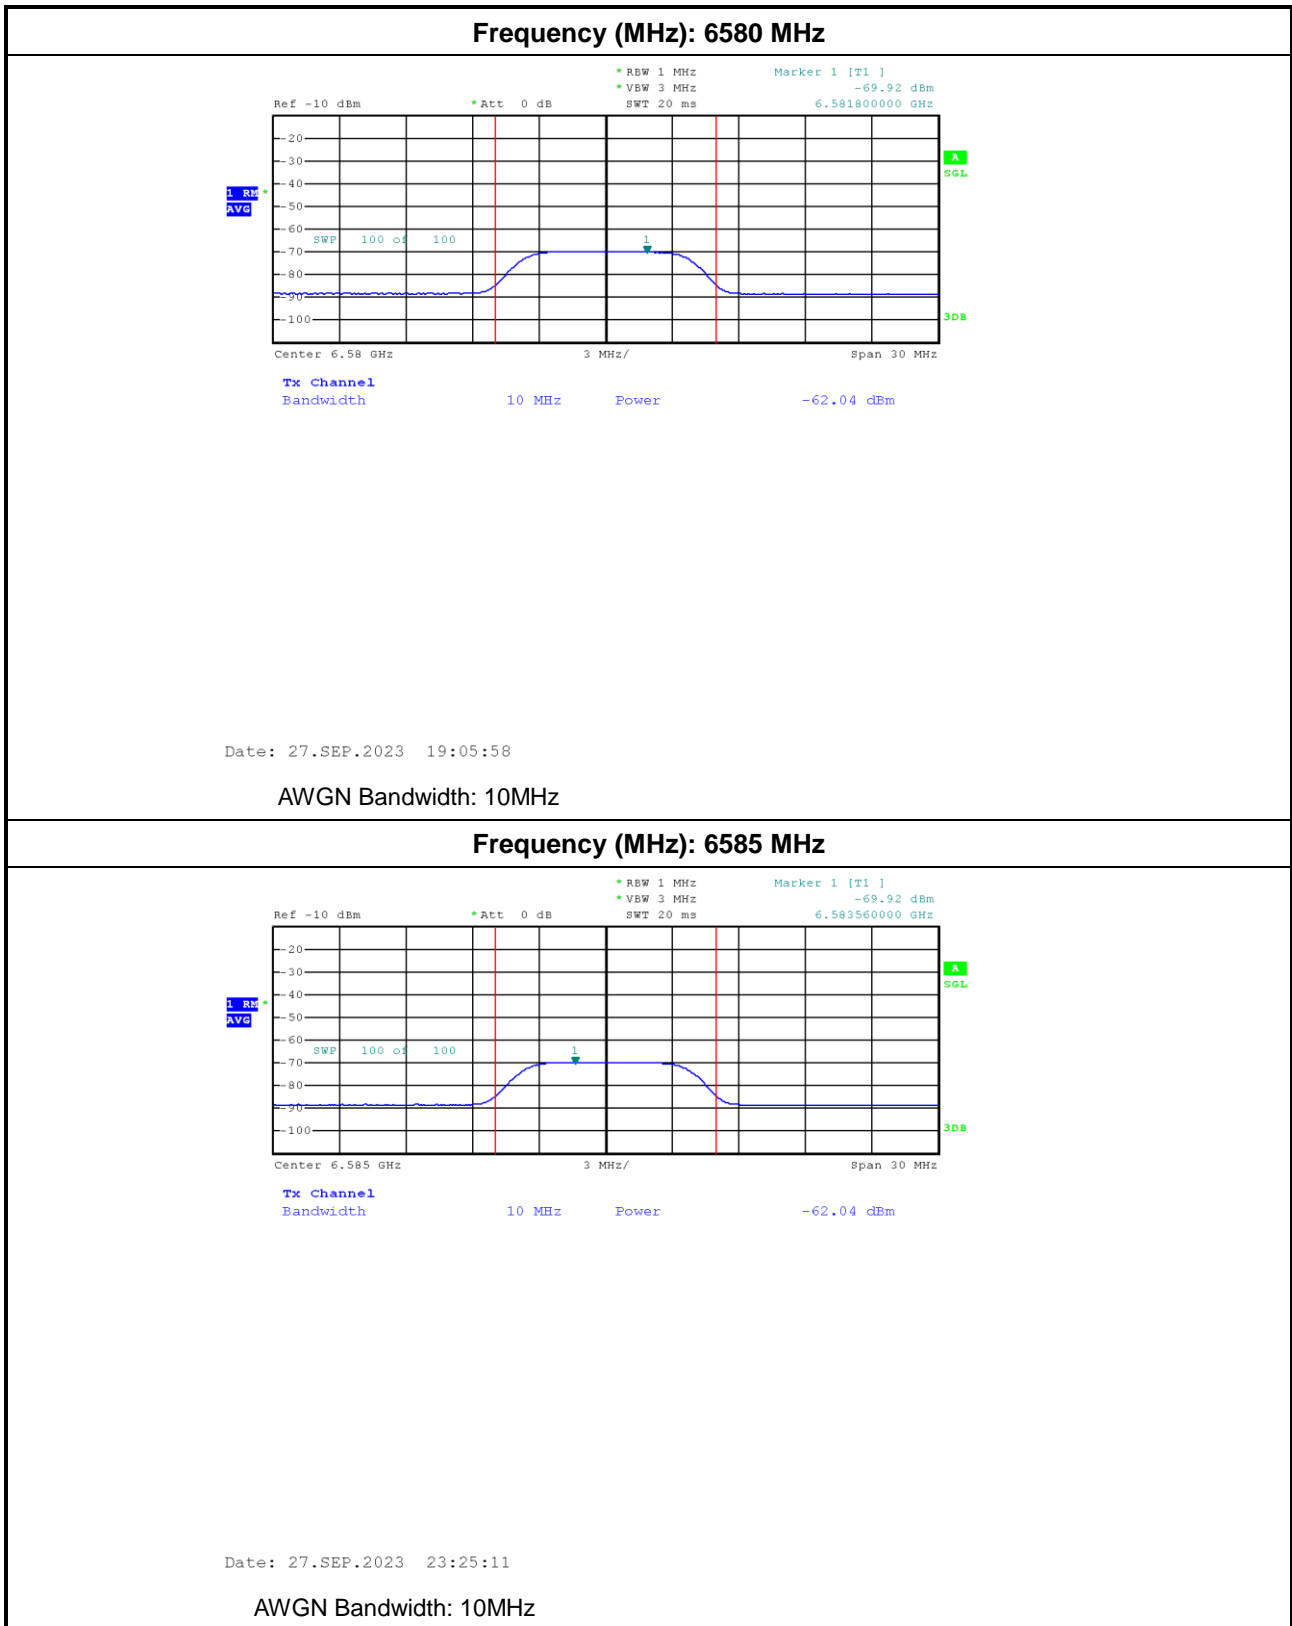 Frequency (MHz): 6580 MHz
*RBW 1 MHz Marker 1 [T1 ]
*VBW 3 MHz -69.92 dBm
Ref -10 dBm *Att 0 dB SWT 20 ms 6.581800000 GHz
-20
A
-30
SGL
-40
1 RM *
AVG
-50
-60
SWP 100 of 100 1
-70
-80
-90
-100
3DB
Center 6.58 GHz 3 MHz/ Span 30 MHz
Tx Channel
Bandwidth 10 MHz Power -62.04 dBm
Date: 27.SEP.2023 19:05:58
AWGN Bandwidth: 10MHz
Frequency (MHz): 6585 MHz
*RBW 1 MHz Marker 1 [T1 ]
*VBW 3 MHz -69.92 dBm
Ref -10 dBm *Att 0 dB SWT 20 ms 6.583560000 GHz
-20
A
-30
SGL
-40
1 RM *
AVG
-50
-60
SWP 100 of 100 1
-70
-80
-90
-100
3DB
Center 6.585 GHz 3 MHz/ Span 30 MHz
Tx Channel
Bandwidth 10 MHz Power -62.04 dBm
Date: 27.SEP.2023 23:25:11
AWGN Bandwidth: 10MHz